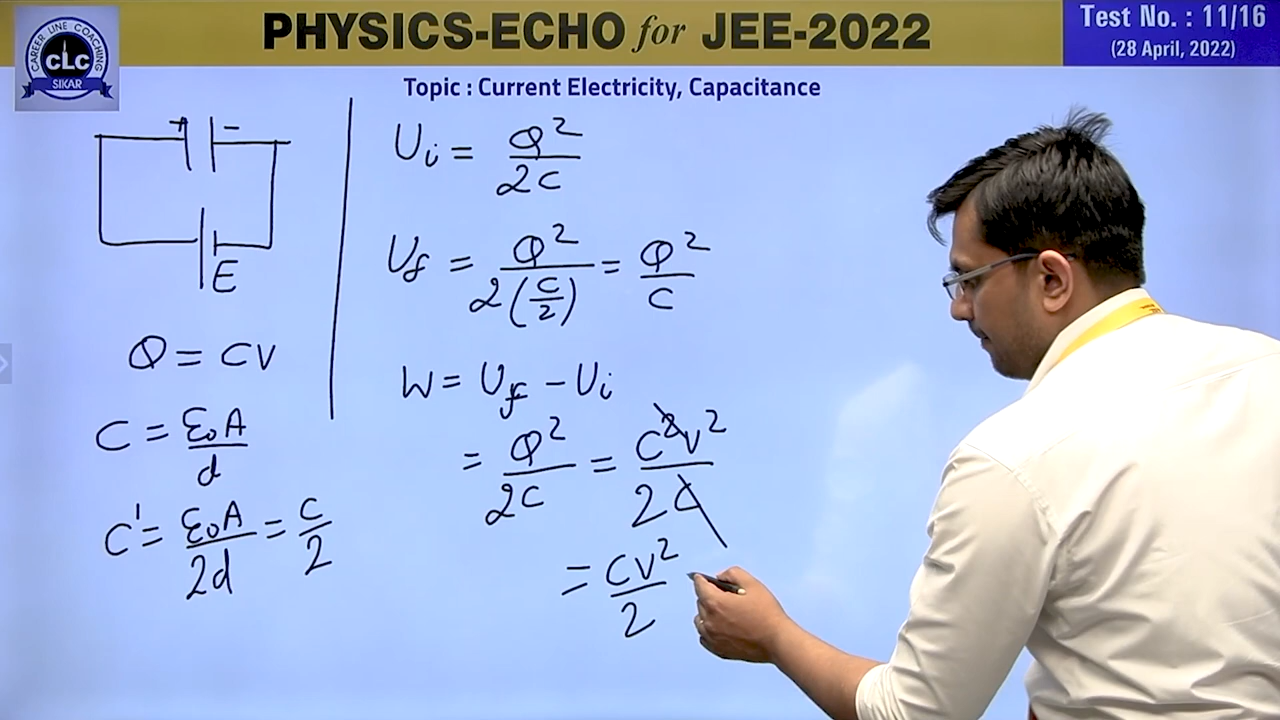 PHYSICS-ECHO for JEE-2022
Test No. : 11/16
(28 April, 2022)
CAREER LINE COACHING
CLC
SIKAR
Topic : Current Electricity, Capacitance
+ -
E
Q = CV
C = ε₀A/d
C' = ε₀A/2d = C/2
Uᵢ = Q²/2C
U_f = Q²/2(C/2) = Q²/C
W = U_f - Uᵢ
= Q²/2C = C²V²/2C
= CV²/2